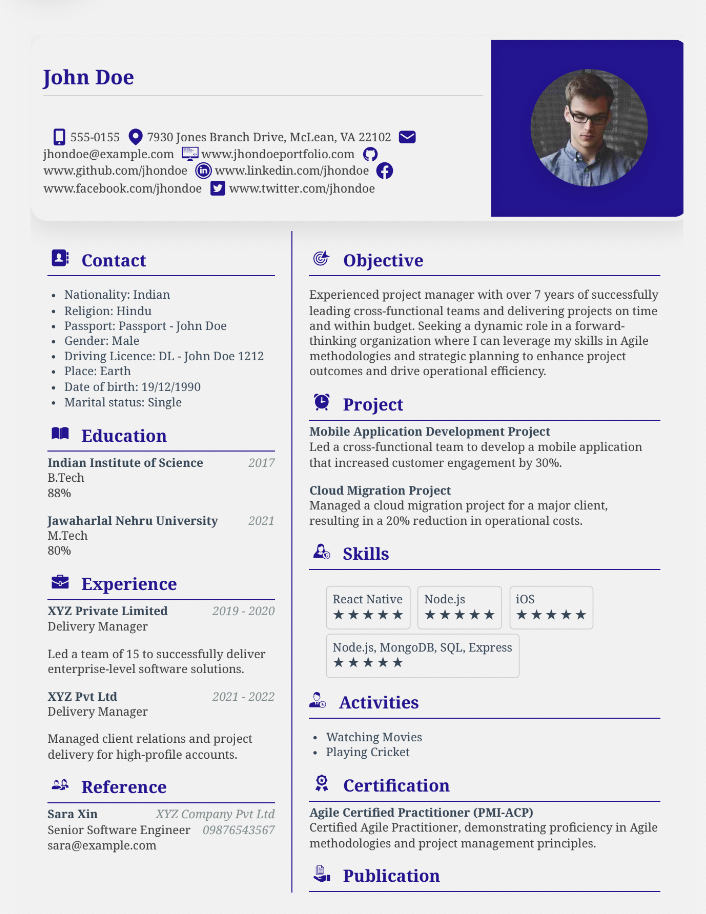 John Doe
555-0155 7930 Jones Branch Drive, McLean, VA 22102
jhondoe@example.com www.jhondoeportfolio.com
www.github.com/jhondoe www.linkedin.com/jhondoe
www.facebook.com/jhondoe www.twitter.com/jhondoe
Contact
Nationality: Indian
Religion: Hindu
Passport: Passport - John Doe
Gender: Male
Driving Licence: DL - John Doe 1212
Place: Earth
Date of birth: 19/12/1990
Marital status: Single
Education
Indian Institute of Science 2017
B.Tech
88%
Jawaharlal Nehru University 2021
M.Tech
80%
Experience
XYZ Private Limited 2019 - 2020
Delivery Manager
Led a team of 15 to successfully deliver
enterprise-level software solutions.
XYZ Pvt Ltd 2021 - 2022
Delivery Manager
Managed client relations and project
delivery for high-profile accounts.
Reference
Sara Xin XYZ Company Pvt Ltd
Senior Software Engineer 09876543567
sara@example.com
Objective
Experienced project manager with over 7 years of successfully
leading cross-functional teams and delivering projects on time
and within budget. Seeking a dynamic role in a forward-
thinking organization where I can leverage my skills in Agile
methodologies and strategic planning to enhance project
outcomes and drive operational efficiency.
Project
Mobile Application Development Project
Led a cross-functional team to develop a mobile application
that increased customer engagement by 30%.
Cloud Migration Project
Managed a cloud migration project for a major client,
resulting in a 20% reduction in operational costs.
Skills
React Native Node.js iOS
★★★★★ ★★★★★ ★★★★★
Node.js, MongoDB, SQL, Express
★★★★★
Activities
Watching Movies
Playing Cricket
Certification
Agile Certified Practitioner (PMI-ACP)
Certified Agile Practitioner, demonstrating proficiency in Agile
methodologies and project management principles.
Publication